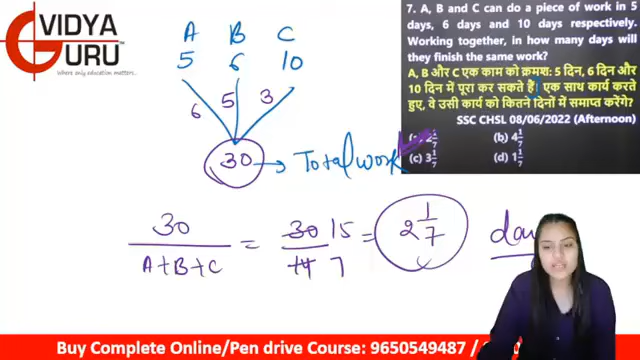 VIDYA
GURU
Where only education...
7. A, B and C can do a piece of work in 5
days, 6 days and 10 days respectively.
Working together, in how many days will
they finish the same work?
A, B और C एक काम को क्रमशः 5 दिन, 6 दिन और
10 दिन में पूरा कर सकते हैं। एक साथ कार्य करते
हुए, वे उसी कार्य को कितने दिनों में समाप्त करेंगे?
SSC CHSL 08/06/2022 (Afternoon)
(a) 2 1/7 (b) 4 1/7
(c) 3 1/7 (d) 1 1/7
A B C
5 6 10
6 5 3
30 → Total work
30/A+B+C = 30/14 15/7 = 2 1/7
Buy Complete Online/Pen drive Course: 9650549487 /